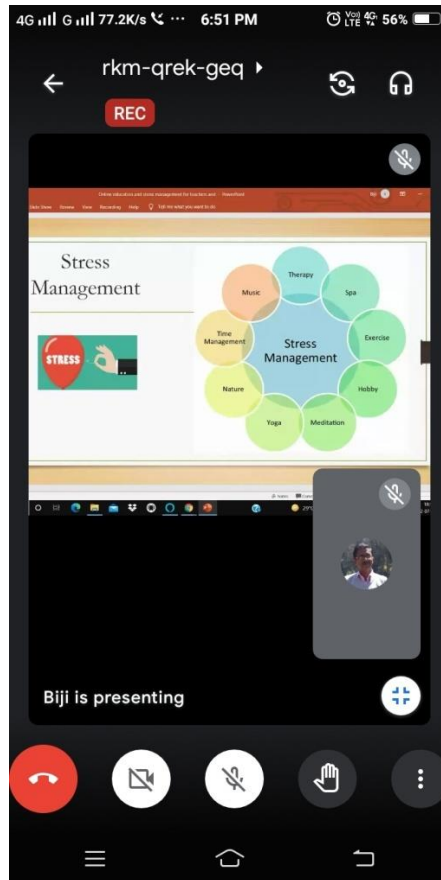 4G G 77.2K/s ... 6:51 PM VoLTE 4G 56%
rkm-qrek-geq
REC
Online education and stress management for teachers and - PowerPoint
Slide Show Review View Recording Help Tell me what you want to do
Stress
Management
STRESS
Therapy
Music
Spa
Time
Management
Exercise
Stress
Management
Nature
Hobby
Yoga
Meditation
Biji is presenting